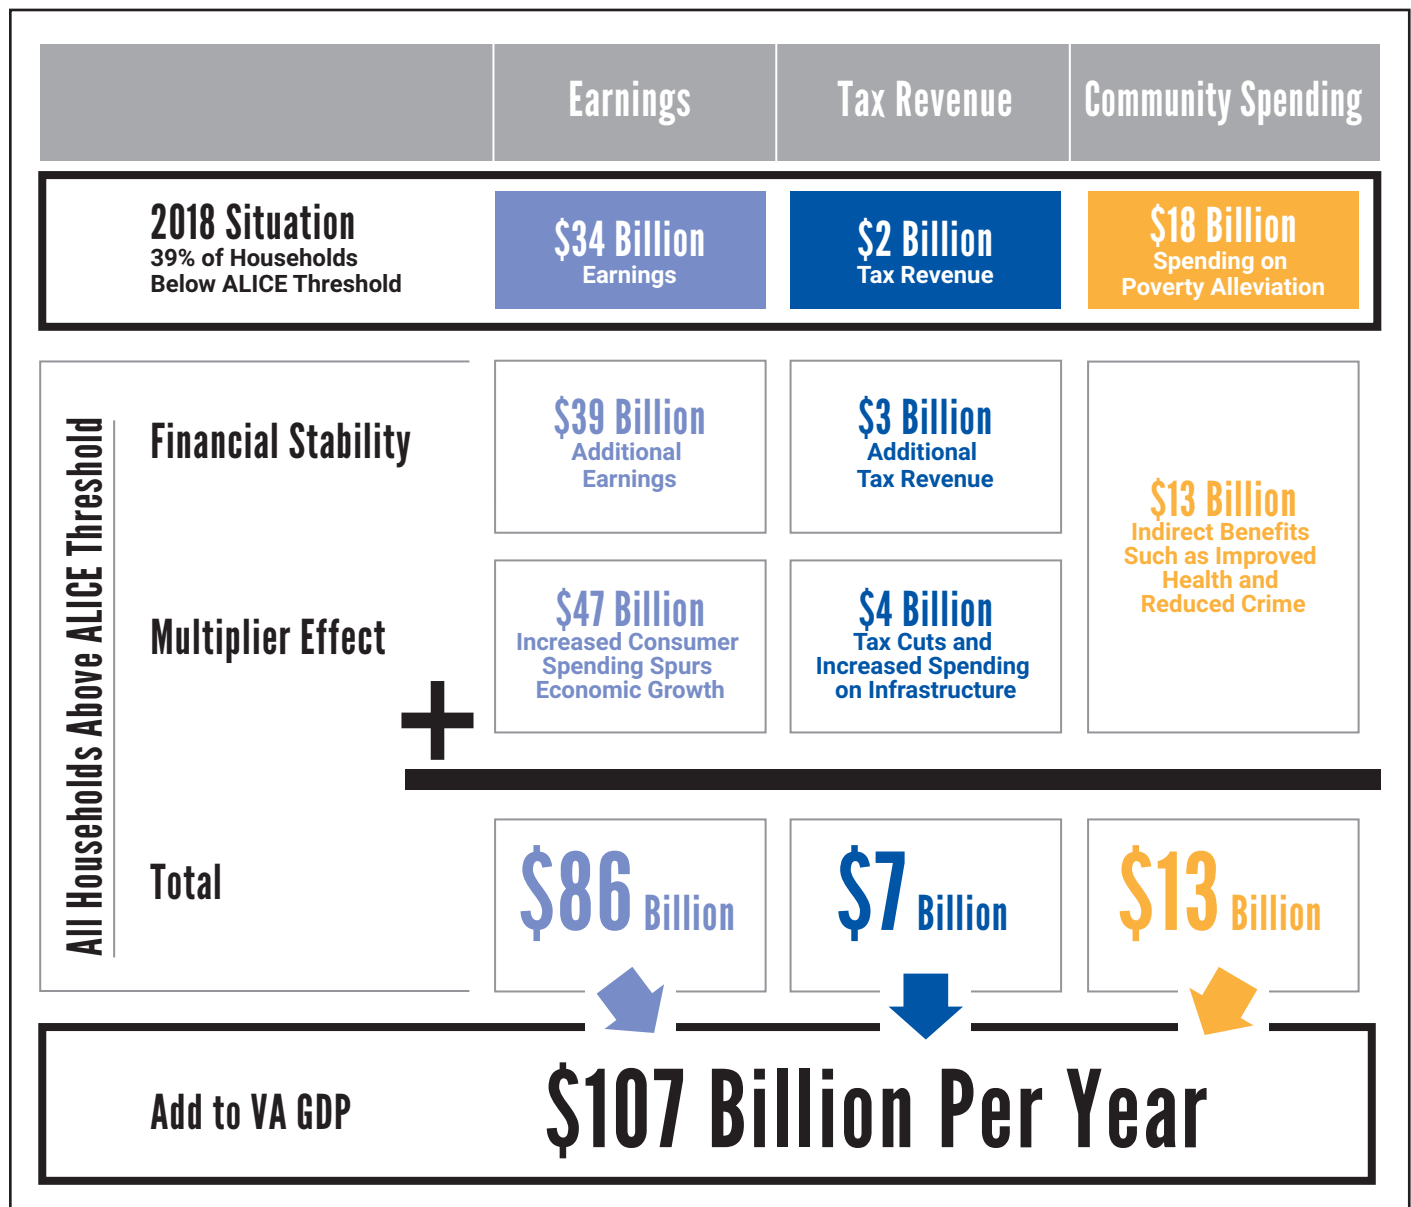 Earnings
Tax Revenue
Community Spending
2018 Situation
39% of Households
Below ALICE Threshold
$34 Billion
Earnings
$2 Billion
Tax Revenue
$18 Billion
Spending on
Poverty Alleviation
All Households Above ALICE Threshold
Financial Stability
$39 Billion
Additional
Earnings
$3 Billion
Additional
Tax Revenue
$13 Billion
Indirect Benefits
Such as Improved
Health and
Reduced Crime
Multiplier Effect
$47 Billion
Increased Consumer
Spending Spurs
Economic Growth
$4 Billion
Tax Cuts and
Increased Spending
on Infrastructure
+
Total
$86 Billion
$7 Billion
$13 Billion
Add to VA GDP
$107 Billion Per Year